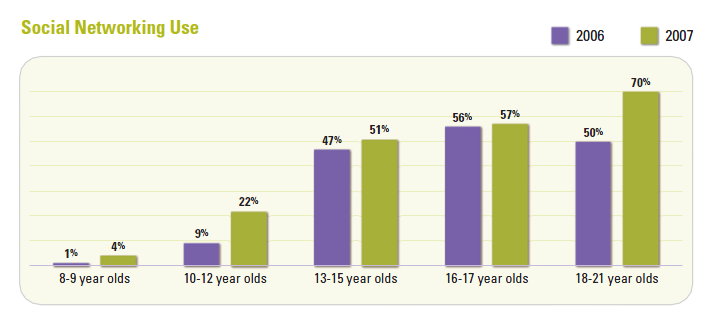 Social Networking Use
2006 2007
70%
56% 57%
47% 51% 50%
22%
9%
1% 4%
8-9 year olds 10-12 year olds 13-15 year olds 16-17 year olds 18-21 year olds